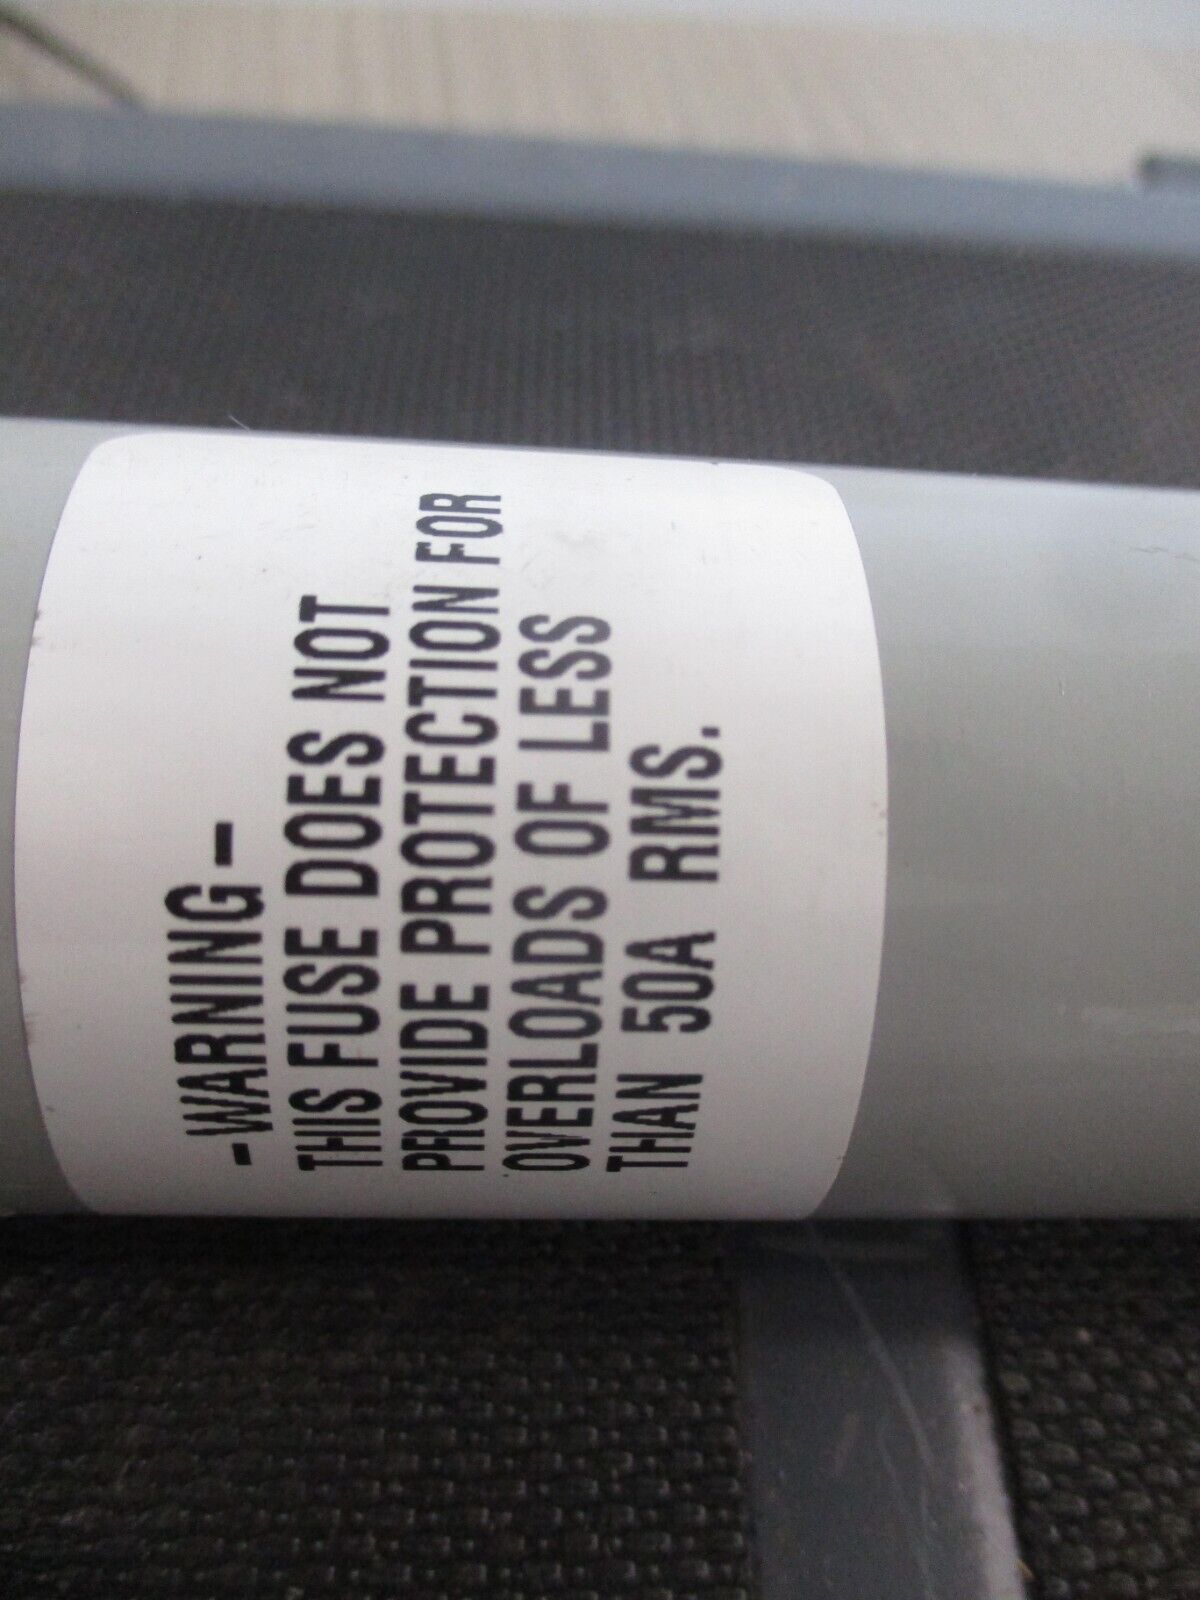 -WARNING-
THIS FUSE DOES NOT
PROVIDE PROTECTION FOR
OVERLOADS OF LESS
THAN 50A RMS.